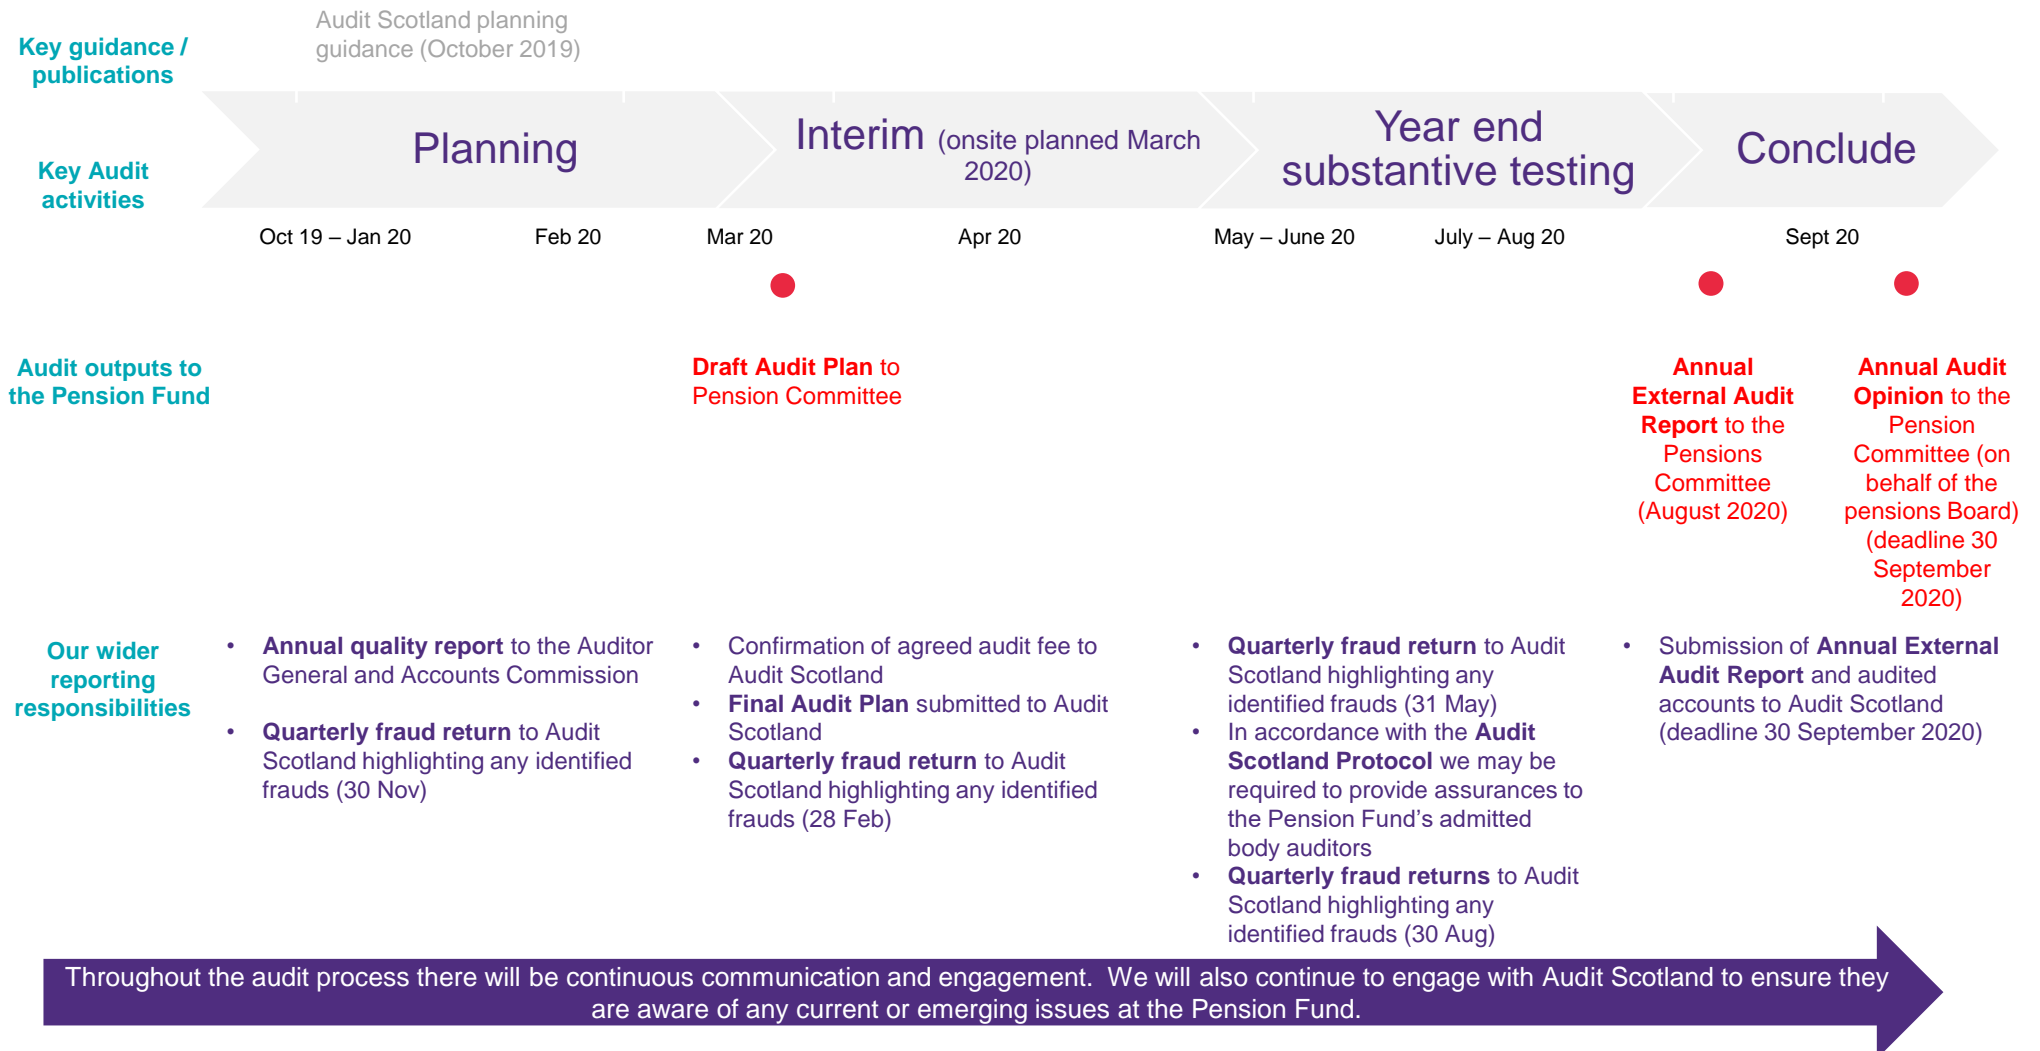 Audit Scotland planning
guidance (October 2019)
Key guidance /
publications
Key Audit
activities
Planning
Interim (onsite planned March
2020)
Year end
substantive testing
Conclude
Oct 19 – Jan 20
Feb 20
Mar 20
Apr 20
May – June 20
July – Aug 20
Sept 20
Audit outputs to
the Pension Fund
Draft Audit Plan to
Pension Committee
Annual
External Audit
Report to the
Pensions
Committee
(August 2020)
Annual Audit
Opinion to the
Pension
Committee (on
behalf of the
pensions Board)
(deadline 30
September
2020)
Our wider
reporting
responsibilities
• Annual quality report to the Auditor
General and Accounts Commission
• Quarterly fraud return to Audit
Scotland highlighting any identified
frauds (30 Nov)
• Confirmation of agreed audit fee to
Audit Scotland
• Final Audit Plan submitted to Audit
Scotland
• Quarterly fraud return to Audit
Scotland highlighting any identified
frauds (28 Feb)
• Quarterly fraud return to Audit
Scotland highlighting any
identified frauds (31 May)
• In accordance with the Audit
Scotland Protocol we may be
required to provide assurances to
the Pension Fund’s admitted
body auditors
• Quarterly fraud returns to Audit
Scotland highlighting any
identified frauds (30 Aug)
• Submission of Annual External
Audit Report and audited
accounts to Audit Scotland
(deadline 30 September 2020)
Throughout the audit process there will be continuous communication and engagement.  We will also continue to engage with Audit Scotland to ensure they
are aware of any current or emerging issues at the Pension Fund.